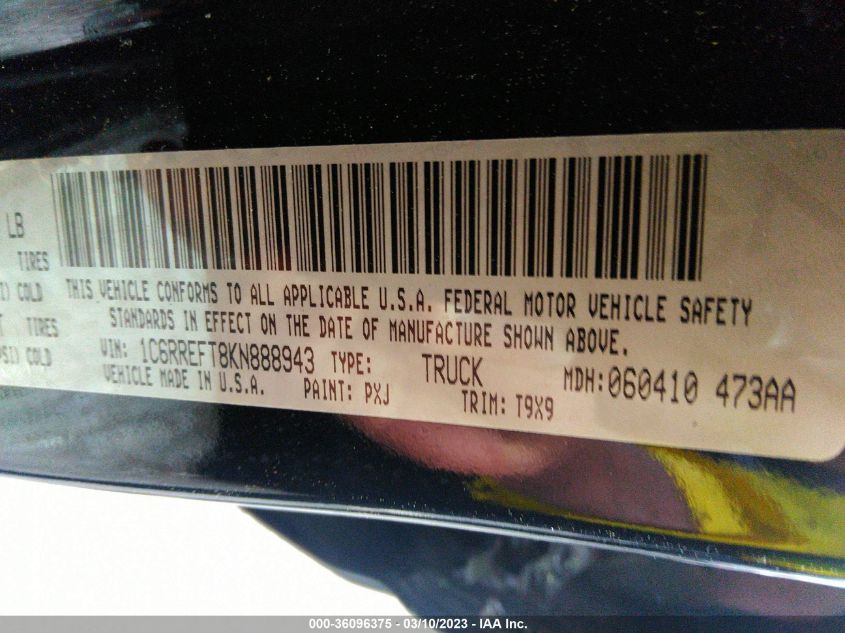 LB
TIRES
COLD
TIRES
COLD
THIS VEHICLE CONFORMS TO ALL APPLICABLE U.S.A. FEDERAL MOTOR VEHICLE SAFETY
STANDARDS IN EFFECT ON THE DATE OF MANUFACTURE SHOWN ABOVE.
VIN: 1C6RREFT8KN888943 TYPE: TRUCK MDH:060410 473AA
VEHICLE MADE IN U.S.A. PAINT: PXJ TRIM: T9X9
000-36096375 - 03/10/2023 - IAA Inc.